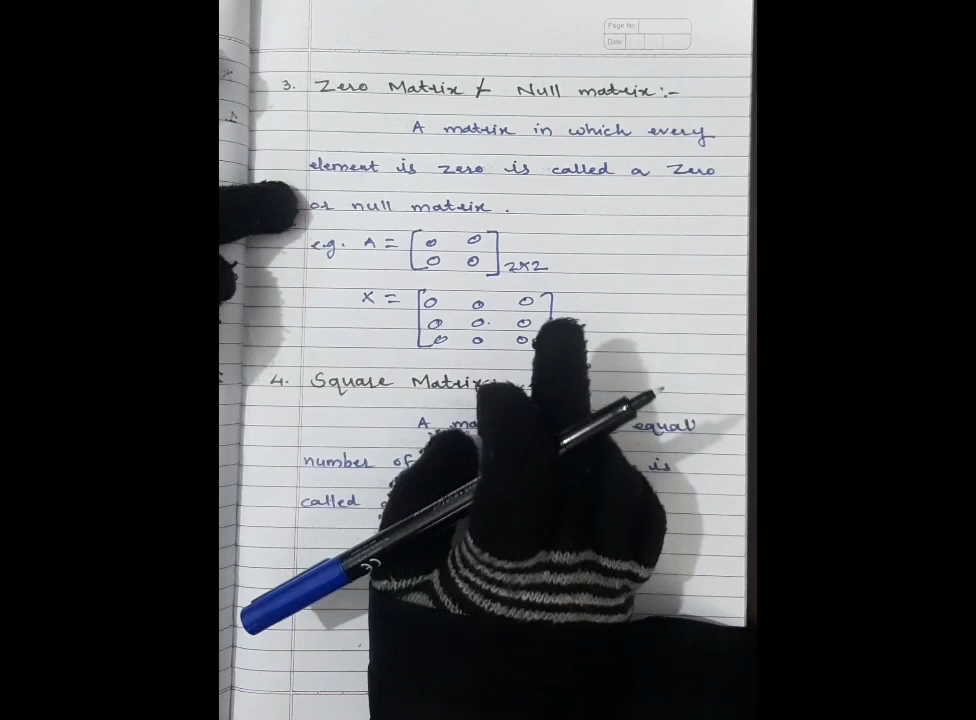 Page No.
Date
3. Zero Matrix / Null matrix :-
A matrix in which every
element is zero is called a Zero
or null matrix.
e.g. A = [ 0 0
0 0 ] 2×2
X = [ 0 0 0 ]
0 0. 0
0 0 0
4. Square Matrix
A equal
number of is
called